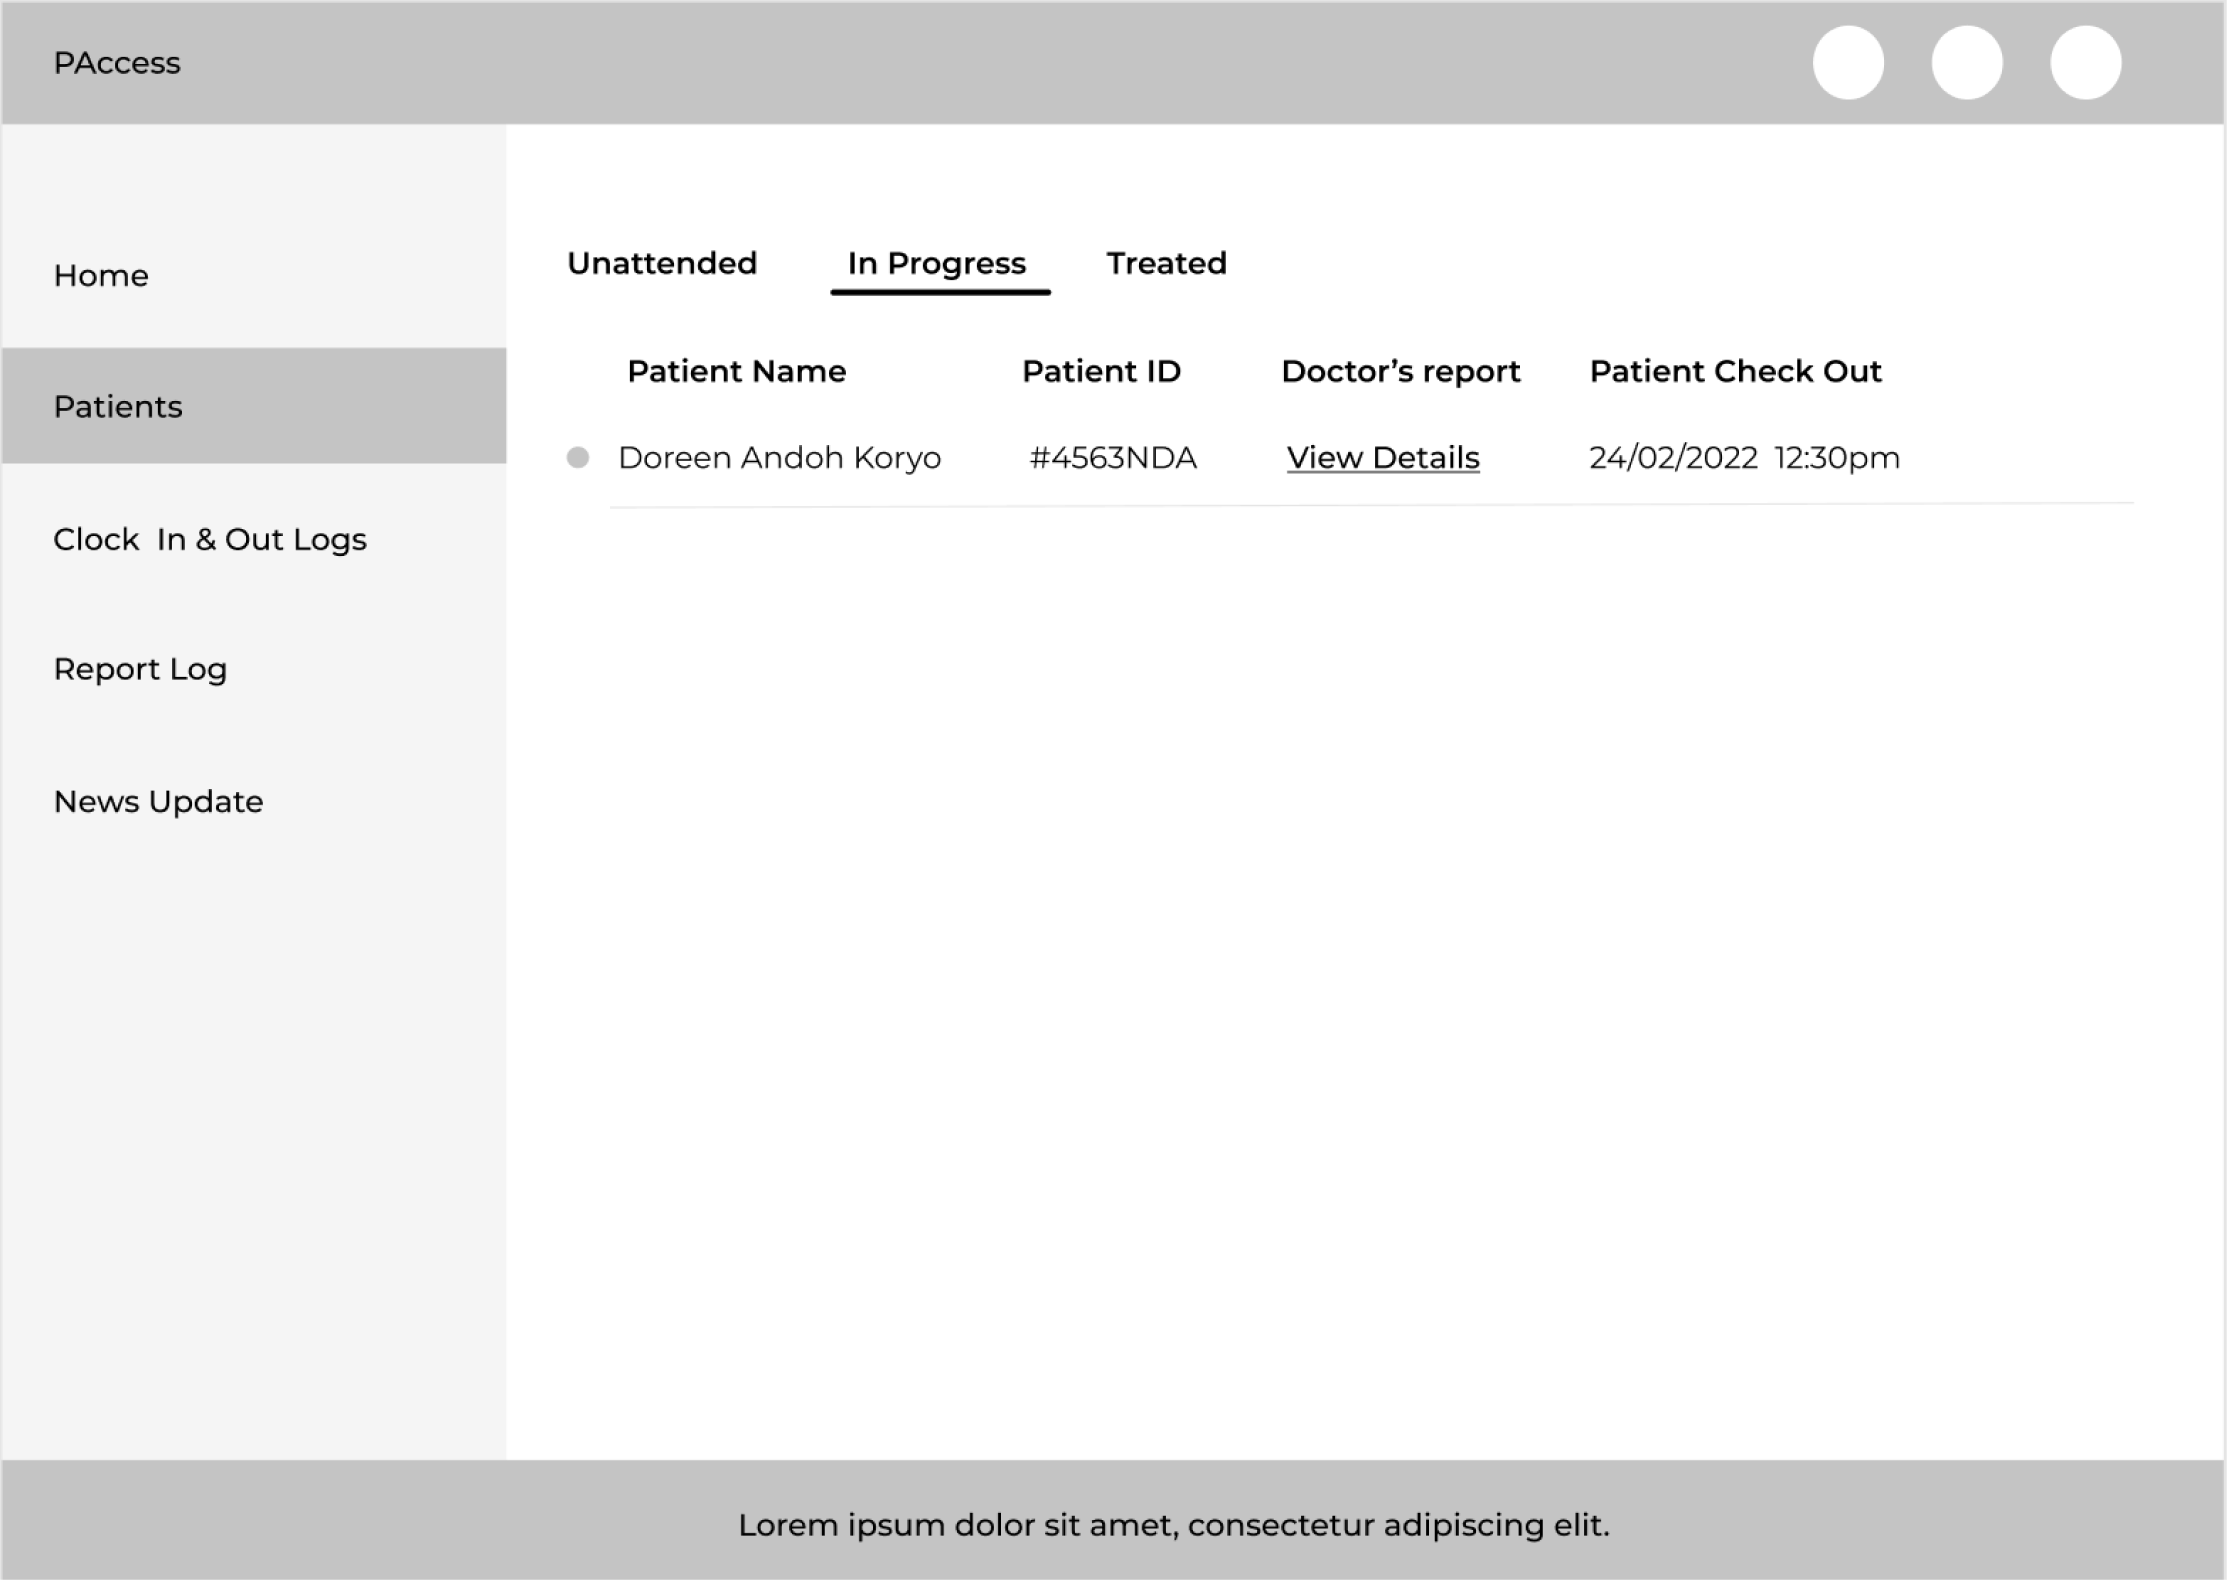 PAccess
Home
Patients
Clock  In & Out Logs
Report Log
News Update
Unattended In Progress Treated
Patient Name Patient ID Doctor’s report Patient Check Out
Doreen Andoh Koryo #4563NDA View Details 24/02/2022  12:30pm
Lorem ipsum dolor sit amet, consectetur adipiscing elit.